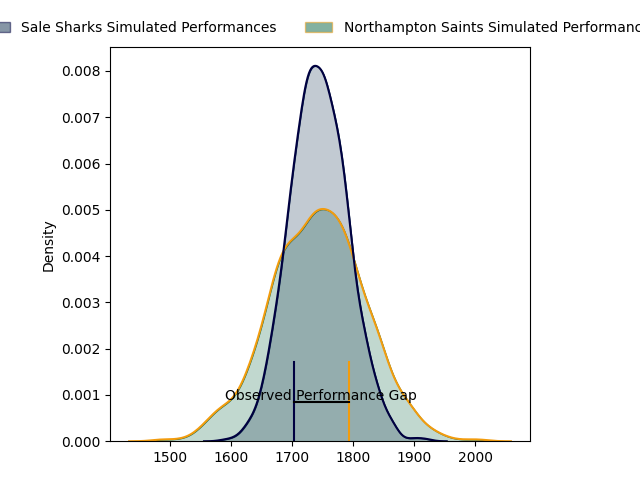 Sale Sharks Simulated Performances Northampton Saints Simulated
0.008
0.007
0.006
0.005
0.004
0.003
0.002
0.001
0.000
Density
Observed Performance Gap
1500 1600 1700 1800 1900 2000